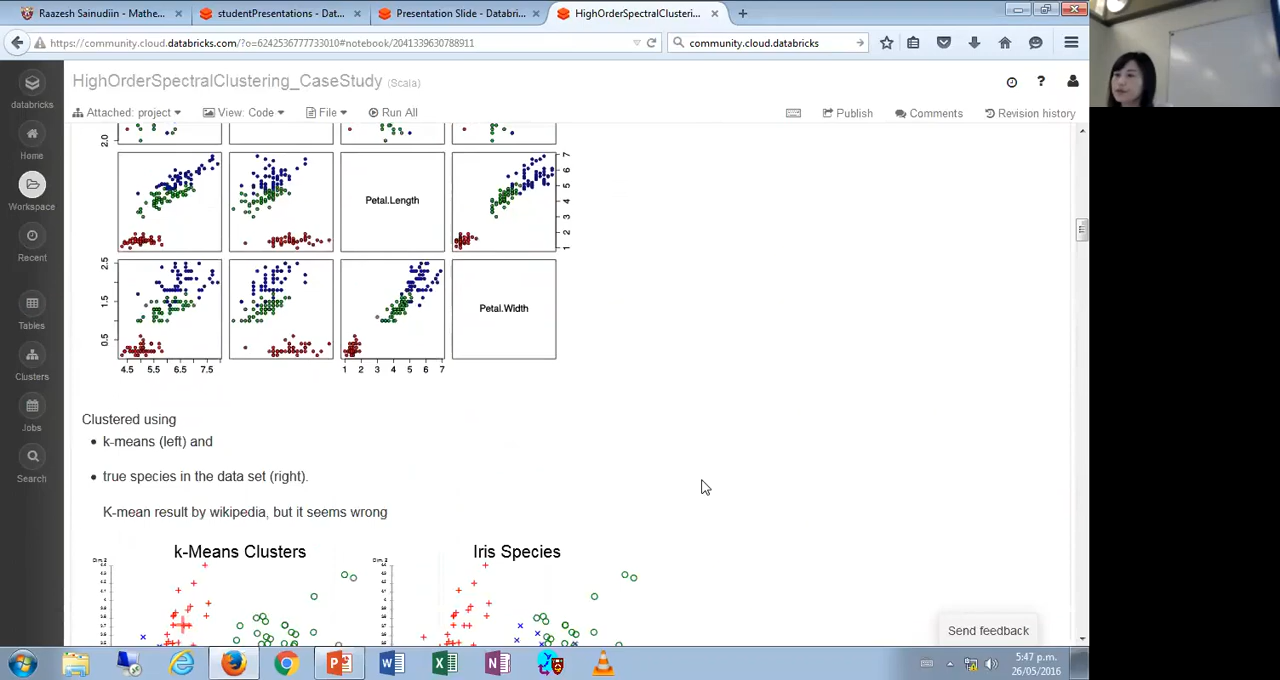 Raazesh Sainudiin - Mathe...
studentPresentations - Dat...
Presentation Slide - Databri...
HighOrderSpectralClusterin...
https://community.cloud.databricks.com/?o=6242536777733010#notebook/2041339630788911
community.cloud.databricks
databricks
Home
Workspace
Recent
Tables
Clusters
Jobs
Search
HighOrderSpectralClustering_CaseStudy (Scala)
Attached: project View: Code File Run All Publish Comments Revision history
2.0
Petal.Length
1 2 3 4 5 6 7
0.5 1.5 2.5
Petal.Width
4.5 5.5 6.5 7.5
1 2 3 4 5 6 7
Clustered using
• k-means (left) and
• true species in the data set (right).
K-mean result by wikipedia, but it seems wrong
k-Means Clusters
Iris Species
Send feedback
5:47 p.m.
26/05/2016